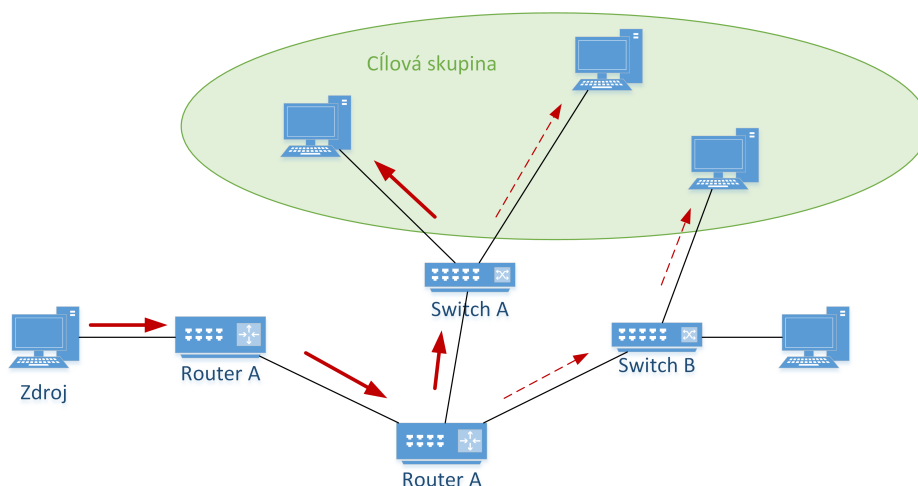 CÍlová skupina
Switch A
Router A
Switch B
Zdroj
Router A